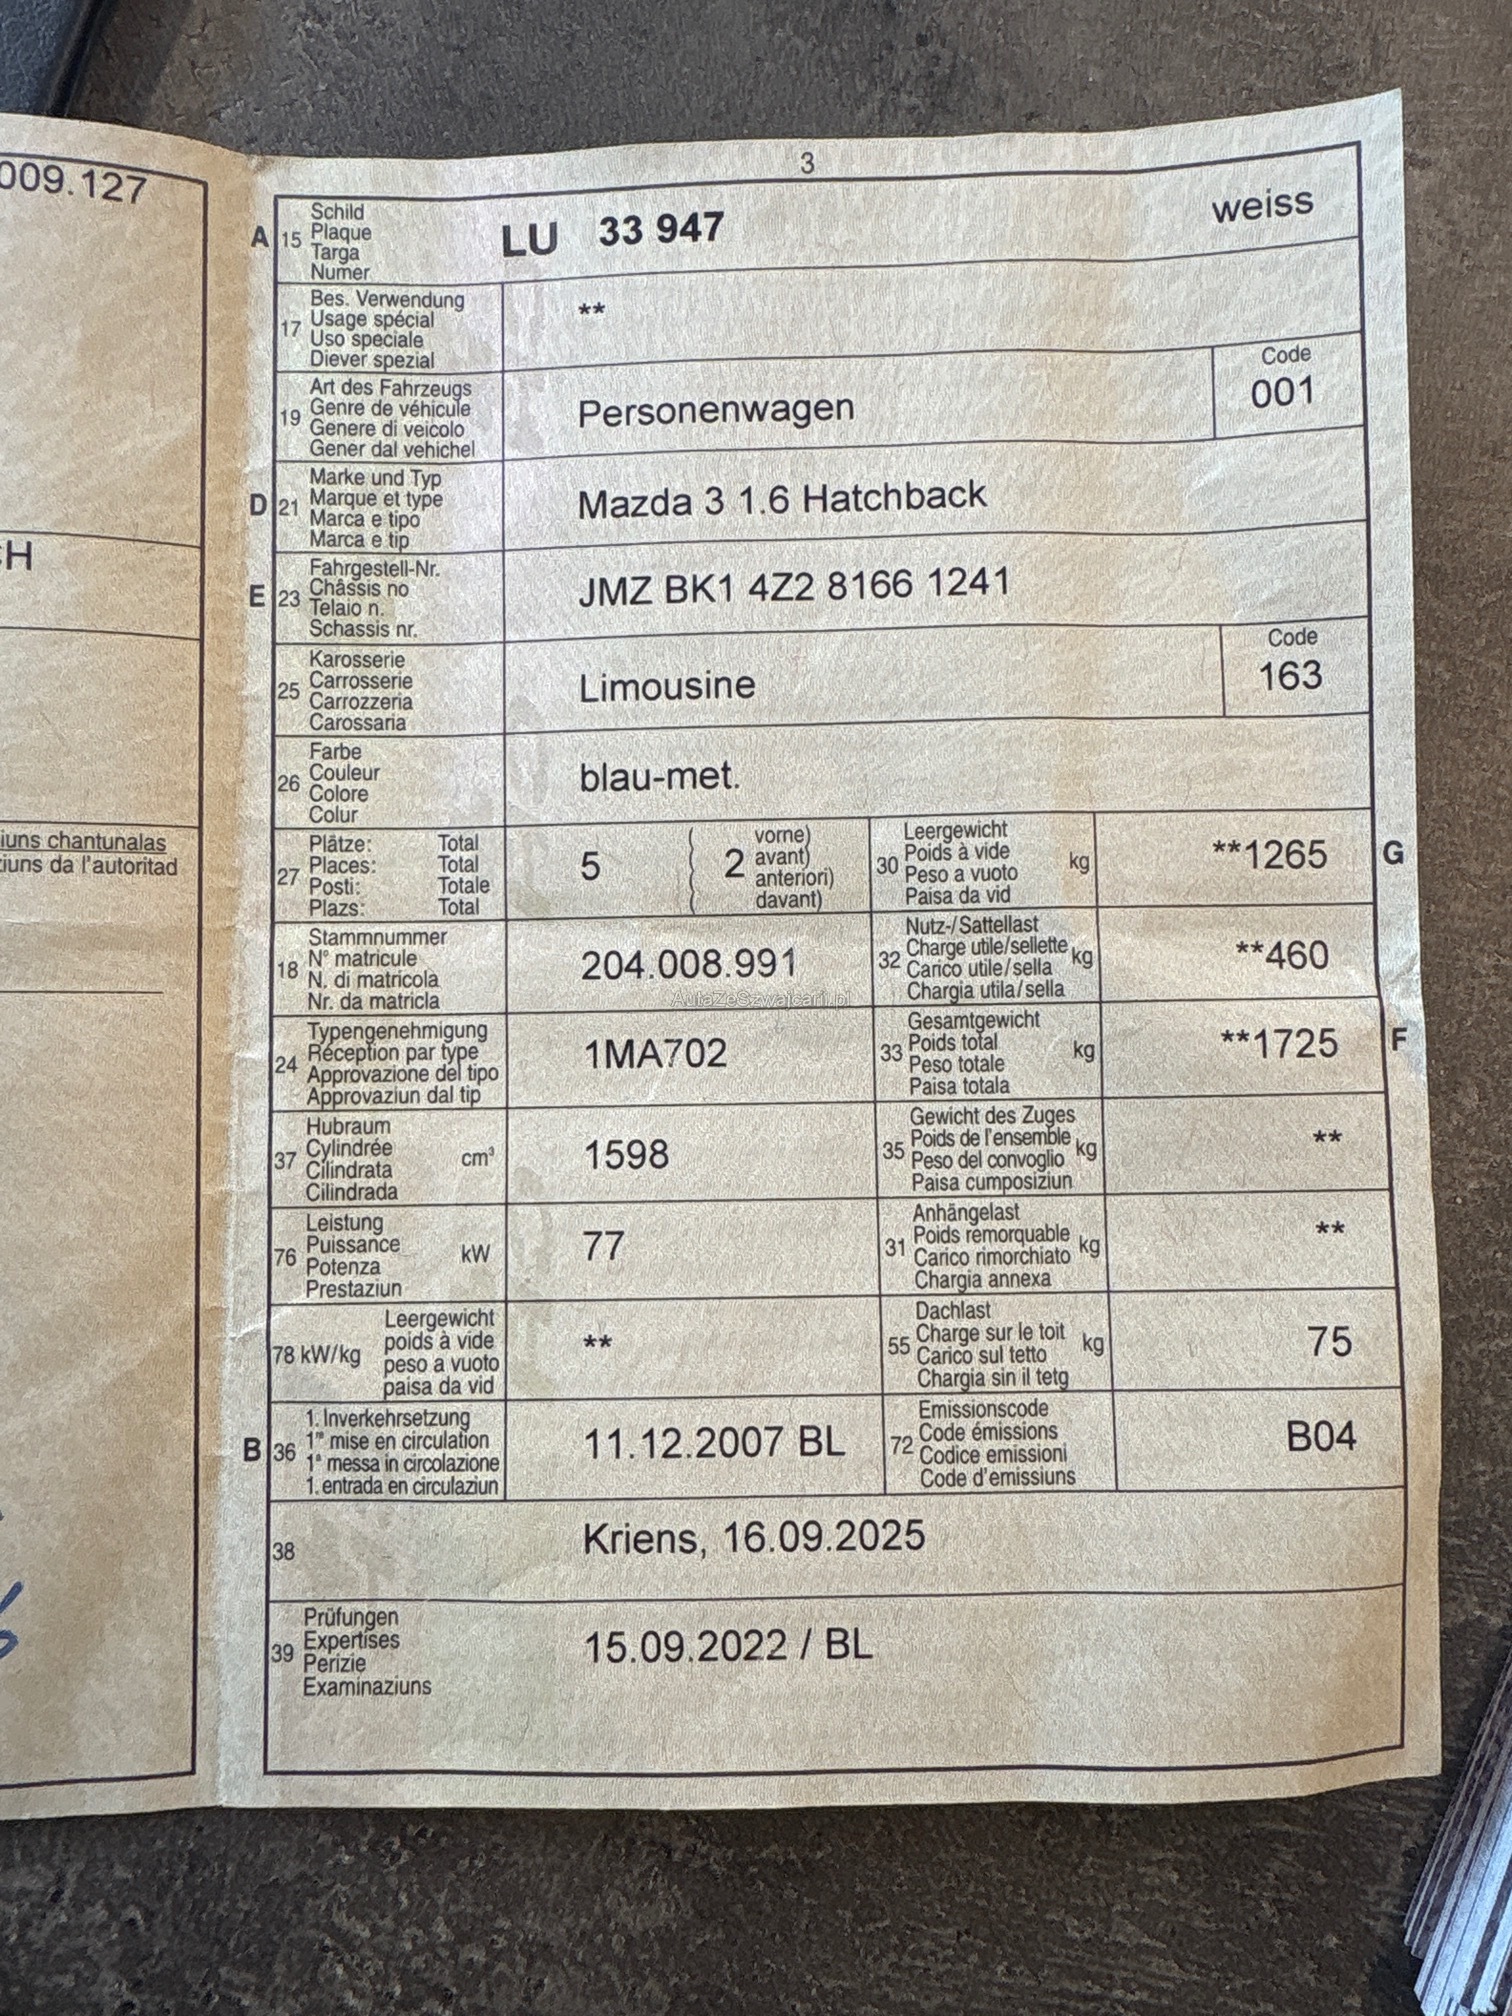 009.127
CH
iuns chantunalas
tiuns da l'autoritad
3
A 15 Schild
Plaque
Targa
Numer
LU 33 947 weiss
17 Bes. Verwendung
Usage spécial
Uso speciale
Diever spezial
**
19 Art des Fahrzeugs
Genre de véhicule
Genere di veicolo
Gener dal vehichel
Personenwagen
Code
001
D 21 Marke und Typ
Marque et type
Marca e tipo
Marca e tip
Mazda 3 1.6 Hatchback
E 23 Fahrgestell-Nr.
Châssis no
Telaio n.
Schassis nr.
JMZ BK1 4Z2 8166 1241
25 Karosserie
Carrosserie
Carrozzeria
Carossaria
Limousine
Code
163
26 Farbe
Couleur
Colore
Colur
blau-met.
27 Plätze: Total
Places: Total
Posti: Totale
Plazs: Total
5
( 2 vorne)
( avant)
( anteriori)
( davant)
30 Leergewicht
Poids à vide
Peso a vuoto
Paisa da vid
kg
**1265
G
18 Stammnummer
N° matricule
N. di matricola
Nr. da matricla
204.008.991
32 Nutz-/Sattellast
Charge utile/sellette
Carico utile/sella
Chargia utila/sella
kg
**460
AutaZeSzwajcarii.pl
24 Typengenehmigung
Réception par type
Approvazione del tipo
Approvaziun dal tip
1MA702
33 Gesamtgewicht
Poids total
Peso totale
Paisa totala
kg
**1725
F
37 Hubraum
Cylindrée
Cilindrata
Cilindrada
cm³
1598
35 Gewicht des Zuges
Poids de l'ensemble
Peso del convoglio
Paisa cumposiziun
kg
**
76 Leistung
Puissance
Potenza
Prestaziun
kW
77
31 Anhängelast
Poids remorquable
Carico rimorchiato
Chargia annexa
kg
**
78 kW/kg
Leergewicht
poids à vide
peso a vuoto
paisa da vid
**
55 Dachlast
Charge sur le toit
Carico sul tetto
Chargia sin il tetg
kg
75
B 36 1. Inverkehrsetzung
1re mise en circulation
1a messa in circolazione
1. entrada en circulaziun
11.12.2007 BL
72 Emissionscode
Code émissions
Codice emissioni
Code d'emissiuns
B04
38
Kriens, 16.09.2025
39 Prüfungen
Expertises
Perizie
Examinaziuns
15.09.2022 / BL